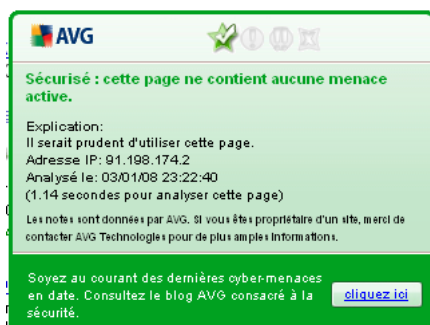 AVG
Sécurisé : cette page ne contient aucune menace
active.
Explication:
Il serait prudent d'utiliser cette page.
Adresse IP: 91.198.174.2
Analysé le: 03/01/08 23:22:40
(1.14 secondes pour analyser cette page)
Les notes sont données par AVG. Si vous êtes propriétaire d'un site, merci de
contacter AVG Technologies pour de plus amples informations.
Soyez au courant des dernières cyber-menaces
en date. Consultez le blog AVG consacré à la
sécurité.
cliquez ici